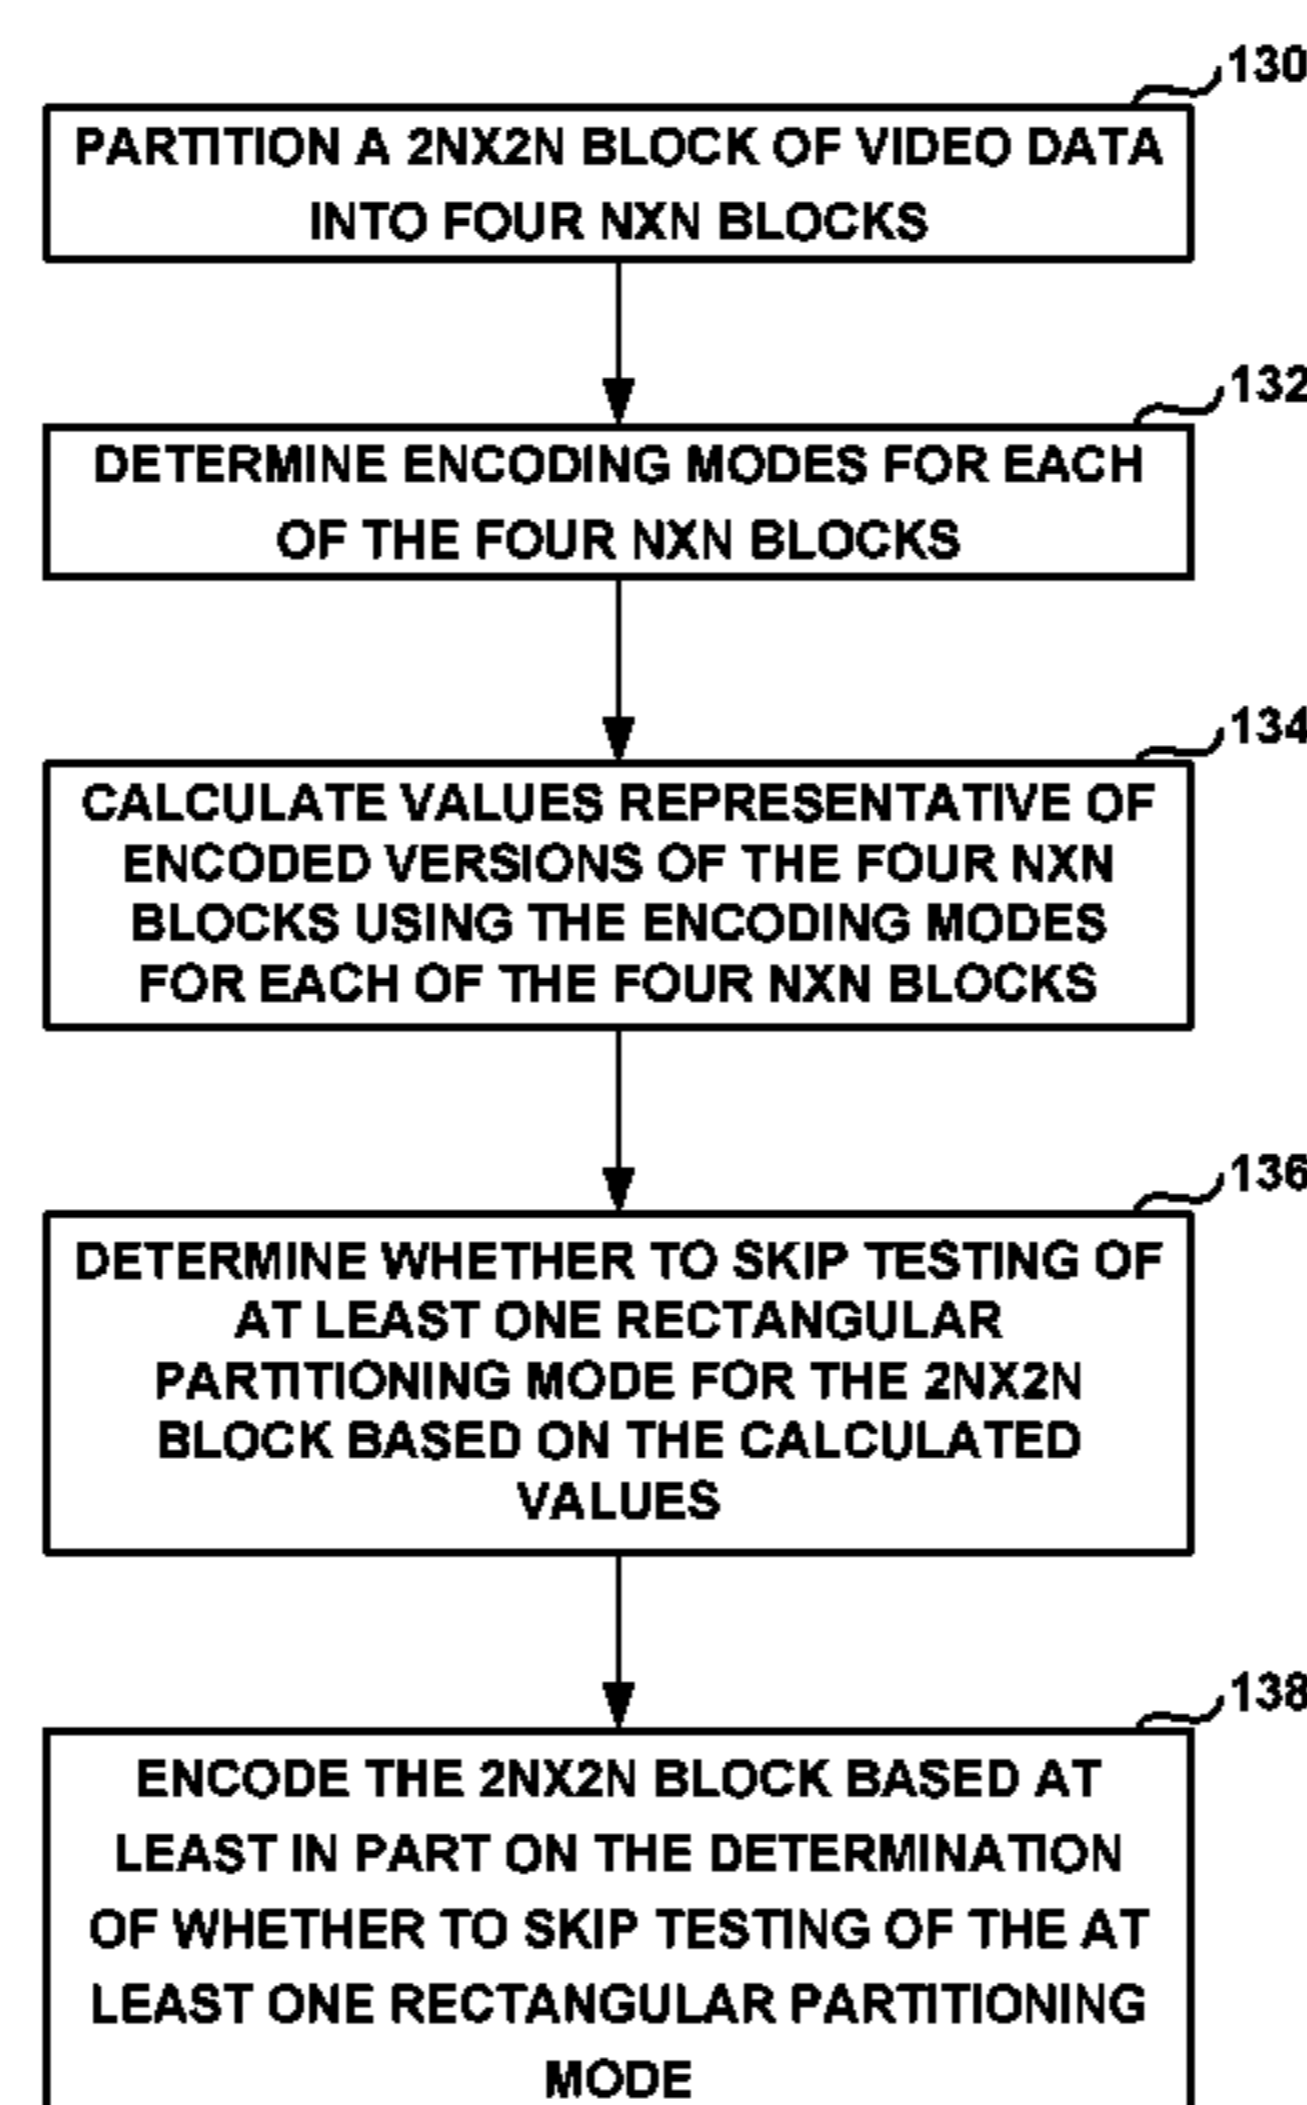 130
PARTITION A 2NX2N BLOCK OF VIDEO DATA
INTO FOUR NXN BLOCKS
132
DETERMINE ENCODING MODES FOR EACH
OF THE FOUR NXN BLOCKS
134
CALCULATE VALUES REPRESENTATIVE OF
ENCODED VERSIONS OF THE FOUR NXN
BLOCKS USING THE ENCODING MODES
FOR EACH OF THE FOUR NXN BLOCKS
136
DETERMINE WHETHER TO SKIP TESTING OF
AT LEAST ONE RECTANGULAR
PARTITIONING MODE FOR THE 2NX2N
BLOCK BASED ON THE CALCULATED
VALUES
138
ENCODE THE 2NX2N BLOCK BASED AT
LEAST IN PART ON THE DETERMINATION
OF WHETHER TO SKIP TESTING OF THE AT
LEAST ONE RECTANGULAR PARTITIONING
MODE